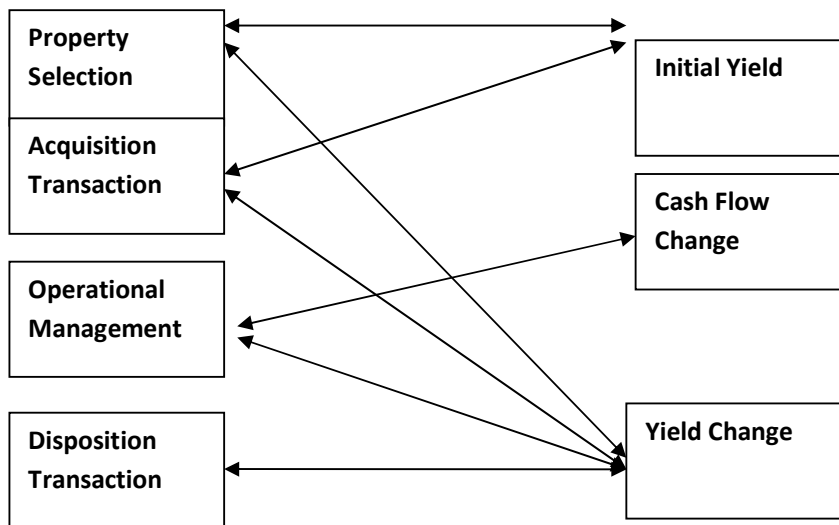 Property
Selection
Acquisition
Transaction
Operational
Management
Disposition
Transaction
Initial Yield
Cash Flow
Change
Yield Change